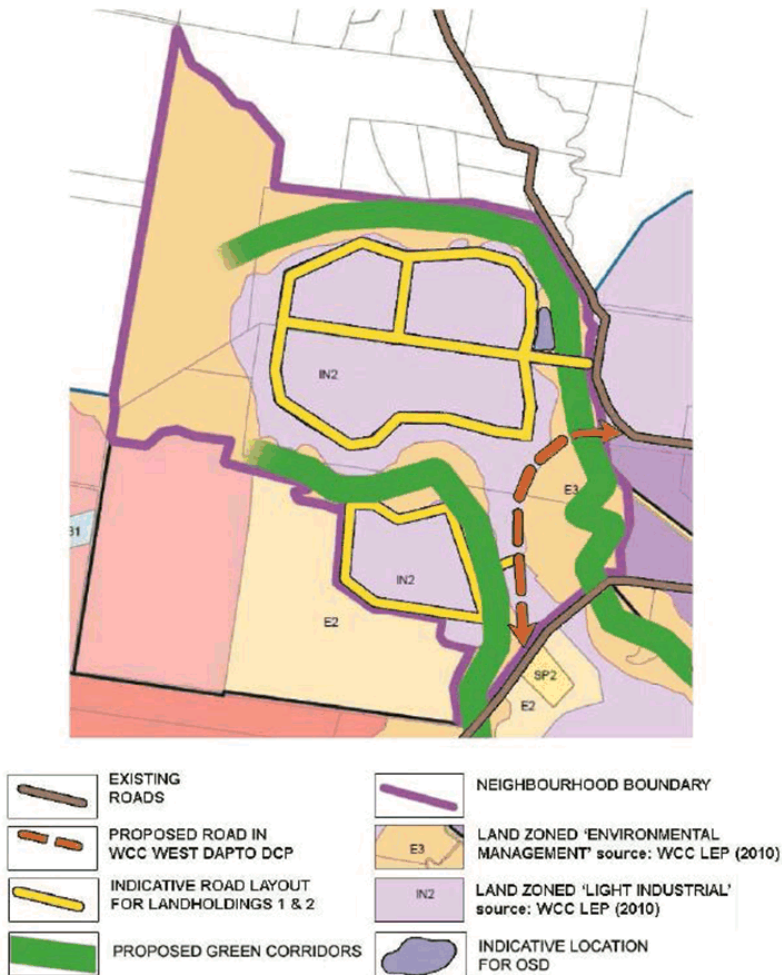 IN2
E3
31
IN2
E2
SP2
E2
EXISTING
ROADS
NEIGHBOURHOOD BOUNDARY
PROPOSED ROAD IN
WCC WEST DAPTO DCP
E3
LAND ZONED ‘ENVIRONMENTAL
MANAGEMENT’ source: WCC LEP (2010)
INDICATIVE ROAD LAYOUT
FOR LANDHOLDINGS 1 & 2
IN2
LAND ZONED ‘LIGHT INDUSTRIAL’
source: WCC LEP (2010)
PROPOSED GREEN CORRIDORS
INDICATIVE LOCATION
FOR OSD